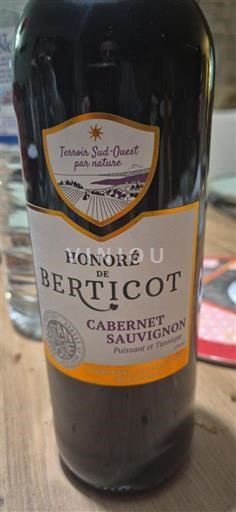 Terroir Sud-Ouest
par nature
HONORÉ
DE
BERTICOT
VINIOU
CABERNET
SAUVIGNON
Puissant et Tannique